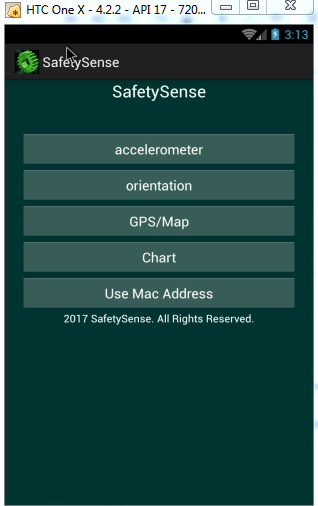 HTC One X - 4.2.2 - API 17 - 720...
3:13
SafetySense
SafetySense
accelerometer
orientation
GPS/Map
Chart
Use Mac Address
2017 SafetySense. All Rights Reserved.